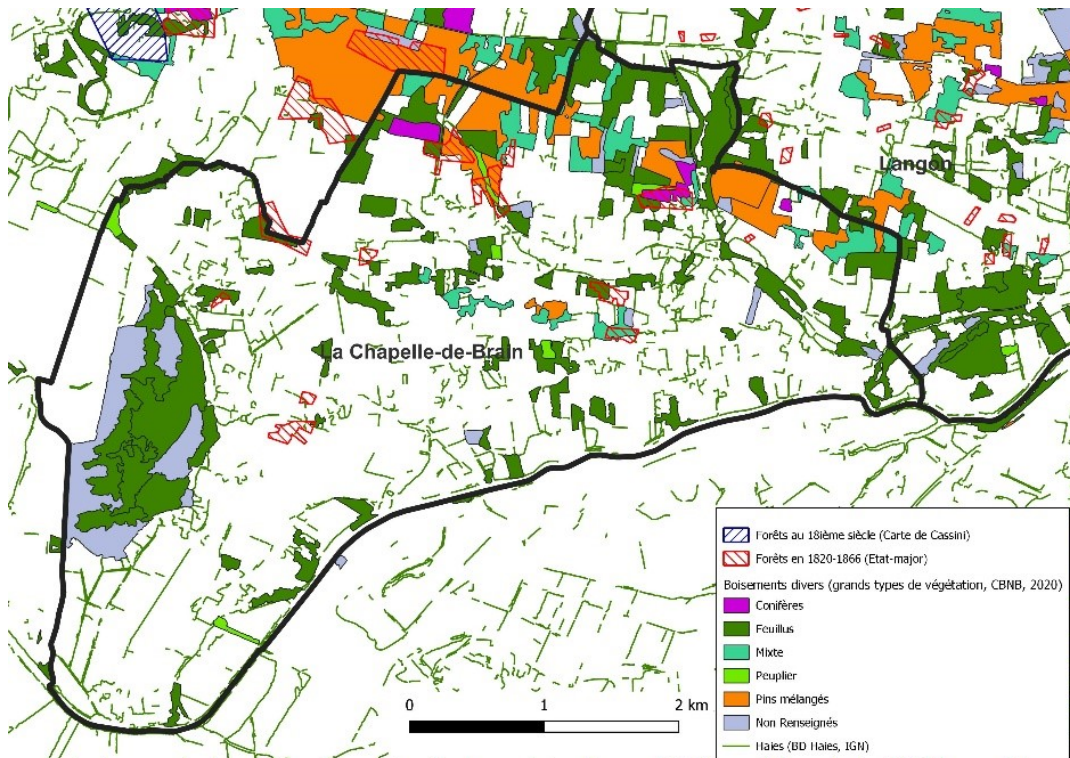 Langon
La Chapelle-de-Brain
0 1 2 km
Forêts au 18ième siècle (Carte de Cassini)
Forêts en 1820-1866 (Etat-major)
Boisements divers (grands types de végétation, CBNB, 2020)
Conifères
Feuillus
Mixte
Peuplier
Pins mélangés
Non Renseignés
Haies (BD Haies, IGN)